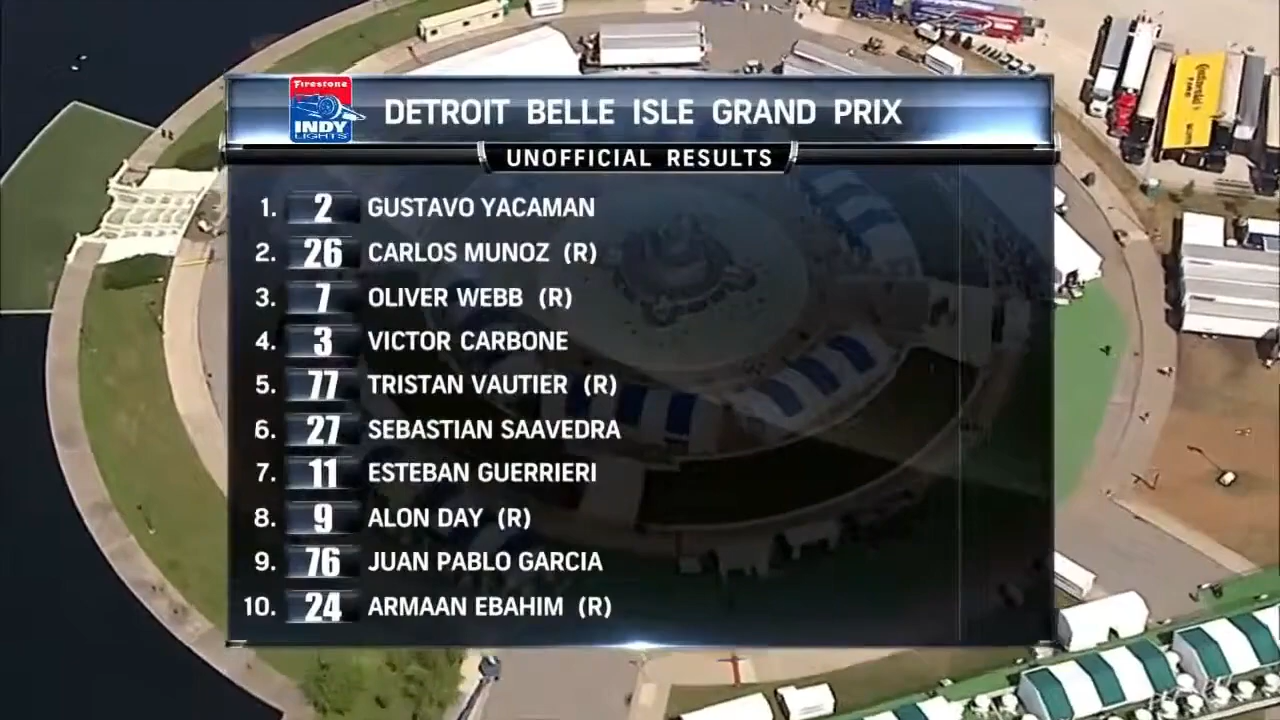 Firestone
INDY
LIGHTS
DETROIT BELLE ISLE GRAND PRIX
UNOFFICIAL RESULTS
1. 2 GUSTAVO YACAMAN
2. 26 CARLOS MUNOZ (R)
3. 7 OLIVER WEBB (R)
4. 3 VICTOR CARBONE
5. 77 TRISTAN VAUTIER (R)
6. 27 SEBASTIAN SAAVEDRA
7. 11 ESTEBAN GUERRIERI
8. 9 ALON DAY (R)
9. 76 JUAN PABLO GARCIA
10. 24 ARMAAN EBAHIM (R)